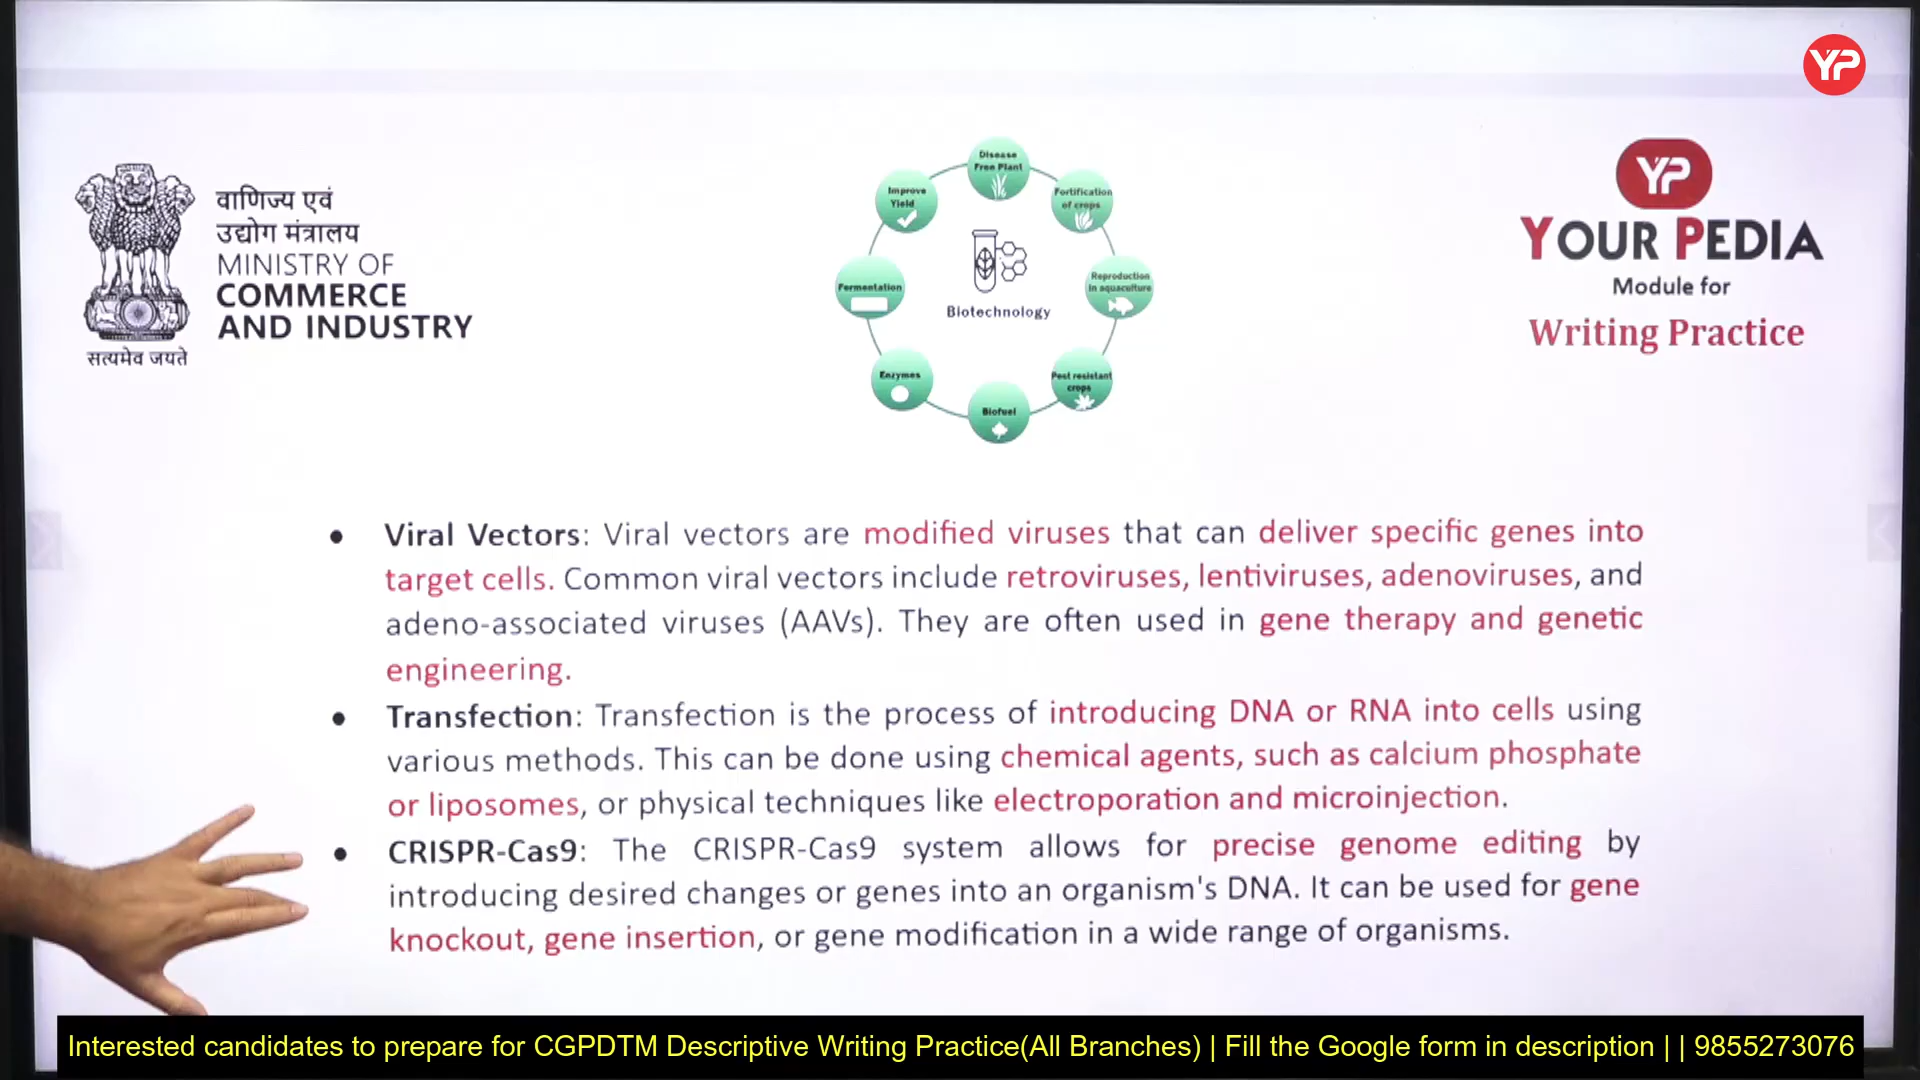 YP
वाणिज्य एवं
उद्योग मंत्रालय
MINISTRY OF
COMMERCE
AND INDUSTRY
सत्यमेव जयते
Disease
Free Plant
Improve
Yield
Fortification
of crops
Fermentation
Biotechnology
Reproduction
in aquaculture
Enzymes
Biofuel
Pest resistant
crops
YP
YOUR PEDIA
Module for
Writing Practice
• Viral Vectors: Viral vectors are modified viruses that can deliver specific genes into
target cells. Common viral vectors include retroviruses, lentiviruses, adenoviruses, and
adeno-associated viruses (AAVs). They are often used in gene therapy and genetic
engineering.
• Transfection: Transfection is the process of introducing DNA or RNA into cells using
various methods. This can be done using chemical agents, such as calcium phosphate
or liposomes, or physical techniques like electroporation and microinjection.
• CRISPR-Cas9: The CRISPR-Cas9 system allows for precise genome editing by
introducing desired changes or genes into an organism's DNA. It can be used for gene
knockout, gene insertion, or gene modification in a wide range of organisms.
Interested candidates to prepare for CGPDTM Descriptive Writing Practice(All Branches) | Fill the Google form in description | | 9855273076